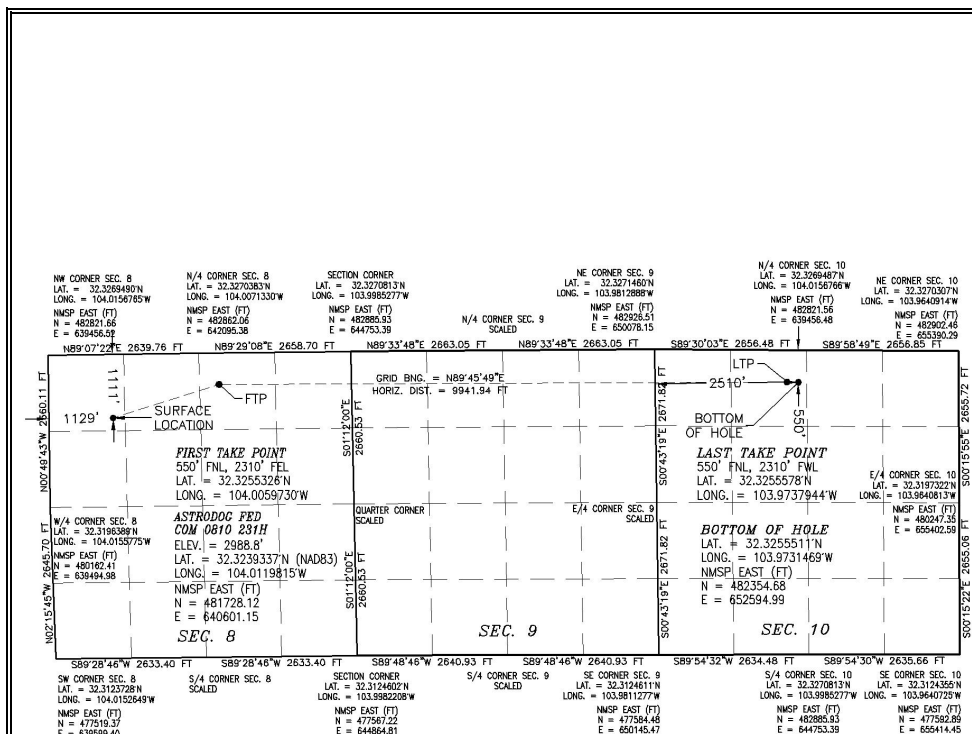 NW CORNER SEC. 8
LAT. = 32.3269490'N
LONG. = 104.0156765'W
NMSP EAST (FT)
N = 482821.66
E = 639456.52
N/4 CORNER SEC. 8
LAT. = 32.3270383'N
LONG. = 104.0071330'W
NMSP EAST (FT)
N = 482862.06
E = 642095.38
SECTION CORNER
LAT. = 32.3270813'N
LONG. = 103.9985277'W
NMSP EAST (FT)
N = 482885.93
E = 644753.39
N/4 CORNER SEC. 9
SCALED
NE CORNER SEC. 9
LAT. = 32.3271460'N
LONG. = 103.9812888'W
NMSP EAST (FT)
N = 482926.51
E = 650078.15
N/4 CORNER SEC. 10
LAT. = 32.3269487'N
LONG. = 104.0156766'W
NMSP EAST (FT)
N = 482821.56
E = 639456.48
NE CORNER SEC. 10
LAT. = 32.3270307'N
LONG. = 103.9640914'W
NMSP EAST (FT)
N = 482902.46
E = 655390.29
N89°07'22"E 2639.76 FT
N89°29'08"E 2658.70 FT
N89°33'48"E 2663.05 FT
N89°33'48"E 2663.05 FT
S89°30'03"E 2656.48 FT
S89°58'49"E 2656.85 FT
N00°49'43"W 2660.11 FT
1111'
1129'
SURFACE
LOCATION
FTP
GRID BNG. = N89°45'49"E
HORIZ. DIST. = 9941.94 FT
S01°12'00"E
2660.53 FT
S00°43'19"E 2671.82 FT
LTP
2510'
550'
BOTTOM
OF HOLE
S00°15'55"E 2655.72 FT
FIRST TAKE POINT
550' FNL, 2310' FEL
LAT. = 32.3255326'N
LONG. = 104.0059730'W
LAST TAKE POINT
550' FNL, 2310' FWL
LAT. = 32.3255578'N
LONG. = 103.9737944'W
E/4 CORNER SEC. 10
LAT. = 32.3197322'N
LONG. = 103.9640813'W
NMSP EAST (FT)
N = 480247.35
E = 655402.59
W/4 CORNER SEC. 8
LAT. = 32.3196389'N
LONG. = 104.0155775'W
NMSP EAST (FT)
N = 480162.41
E = 639494.98
ASTRODOG FED
COM 0810 231H
ELEV. = 2988.8'
LAT. = 32.3239337'N (NAD83)
LONG. = 104.0119815'W
NMSP EAST (FT)
N = 481728.12
E = 640601.15
QUARTER CORNER
SCALED
E/4 CORNER SEC. 9
SCALED
BOTTOM OF HOLE
LAT. = 32.3255511'N
LONG. = 103.9731469'W
NMSP EAST (FT)
N = 482354.68
E = 652594.99
N02°15'45"W 2645.70 FT
S01°12'00"E
2660.53 FT
S00°43'19"E 2671.82 FT
S00°15'22"E 2655.06 FT
SEC. 8
SEC. 9
SEC. 10
S89°28'46"W 2633.40 FT
S89°28'46"W 2633.40 FT
S89°48'46"W 2640.93 FT
S89°48'46"W 2640.93 FT
S89°54'32"W 2634.48 FT
S89°54'30"W 2635.66 FT
SW CORNER SEC. 8
LAT. = 32.3123728'N
LONG. = 104.0152649'W
NMSP EAST (FT)
N = 477519.37
E = 639599.40
S/4 CORNER SEC. 8
SCALED
SECTION CORNER
LAT. = 32.3124602'N
LONG. = 103.9982208'W
NMSP EAST (FT)
N = 477567.22
E = 644864.81
S/4 CORNER SEC. 9
SCALED
SE CORNER SEC. 9
LAT. = 32.3124611'N
LONG. = 103.9811277'W
NMSP EAST (FT)
N = 477584.48
E = 650145.47
S/4 CORNER SEC. 10
LAT. = 32.3270813'N
LONG. = 103.9985277'W
NMSP EAST (FT)
N = 482885.93
E = 644753.39
SE CORNER SEC. 10
LAT. = 32.3124355'N
LONG. = 103.9640725'W
NMSP EAST (FT)
N = 477592.89
E = 655414.45